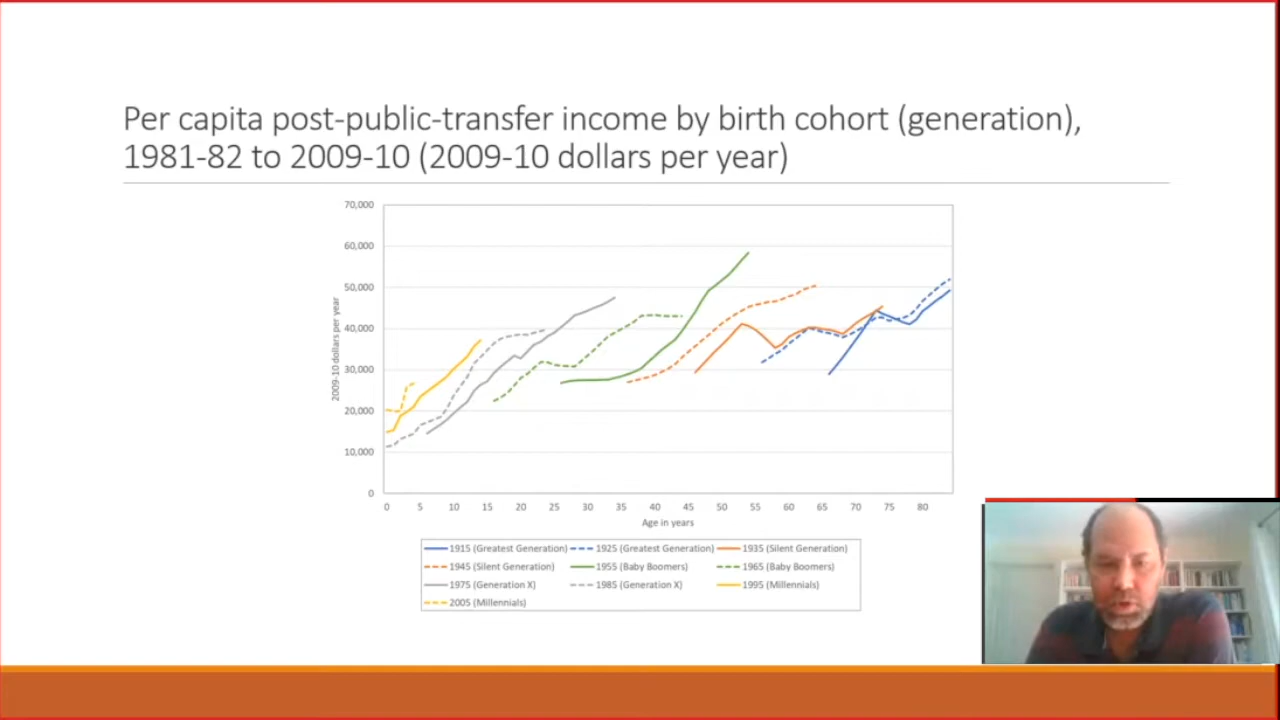 Per capita post-public-transfer income by birth cohort (generation),
1981-82 to 2009-10 (2009-10 dollars per year)
70,000
60,000
50,000
40,000
30,000
20,000
10,000
0
2009-10 dollars per year
0 5 10 15 20 25 30 35 40 45 50 55 60 65 70 75 80
Age in years
1915 (Greatest Generation) 1925 (Greatest Generation) 1935 (Silent Generation)
1945 (Silent Generation) 1955 (Baby Boomers) 1965 (Baby Boomers)
1975 (Generation X) 1985 (Generation X) 1995 (Millennials)
2005 (Millennials)